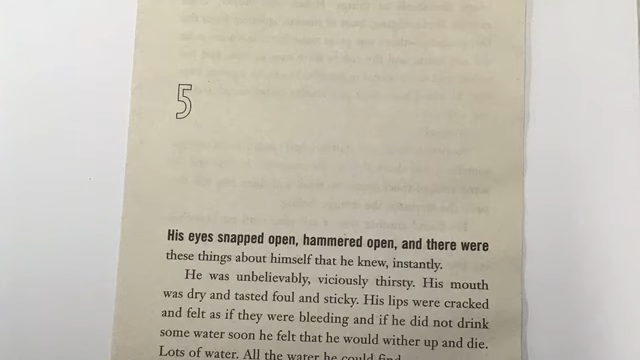 5
His eyes snapped open, hammered open, and there were
these things about himself that he knew, instantly.
He was unbelievably, viciously thirsty. His mouth
was dry and tasted foul and sticky. His lips were cracked
and felt as if they were bleeding and if he did not drink
some water soon he felt that he would wither up and die.
Lots of water. All the water he could find